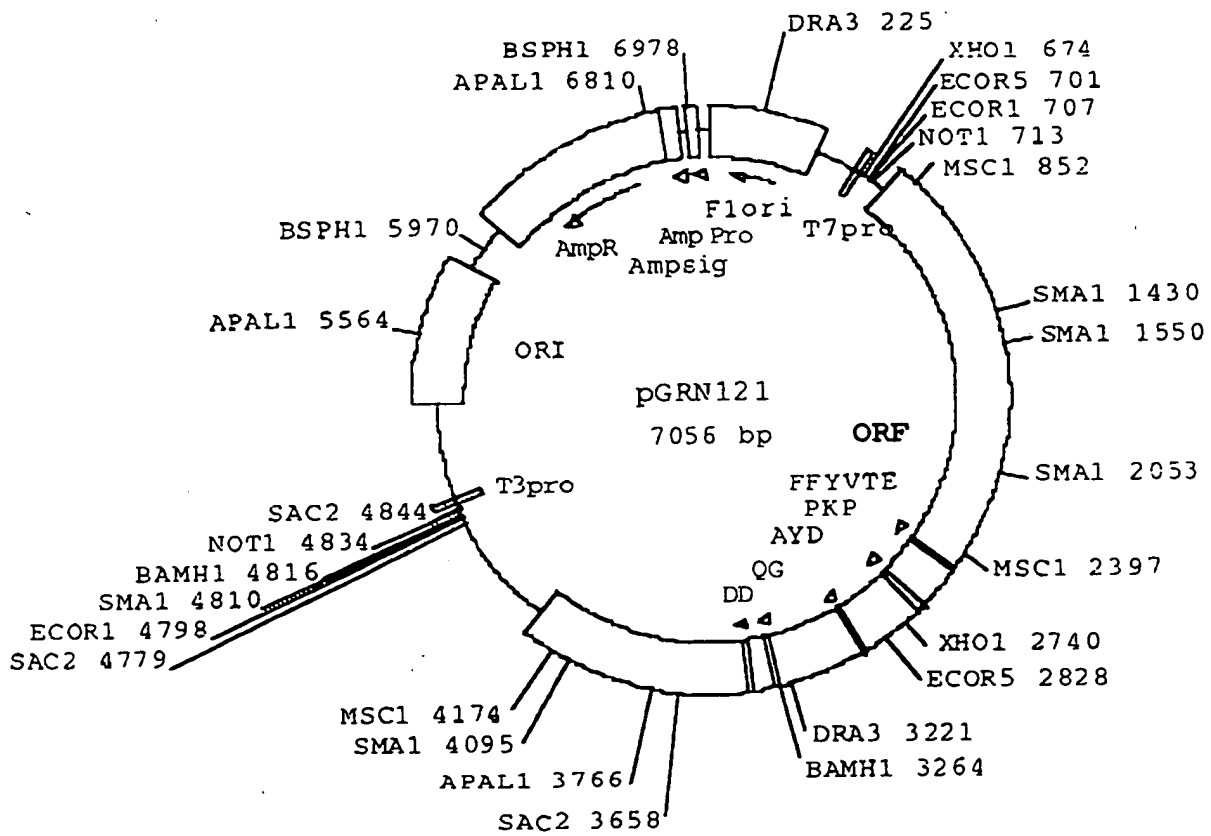 DRA3 225
BSPH1 6978
XHO1 674
APAL1 6810
ECOR5 701
ECOR1 707
NOT1 713
MSC1 852
F1ori
T7pro
BSPH1 5970
AmpR
Amp Pro
Ampsig
SMA1 1430
APAL1 5564
SMA1 1550
ORI
pGRN121
7056 bp
ORF
SMA1 2053
FFYVTE
T3pro
PKP
SAC2 4844
AYD
NOT1 4834
QG
MSC1 2397
BAMH1 4816
DD
SMA1 4810
ECOR1 4798
XHO1 2740
SAC2 4779
ECOR5 2828
MSC1 4174
DRA3 3221
SMA1 4095
BAMH1 3264
APAL1 3766
SAC2 3658